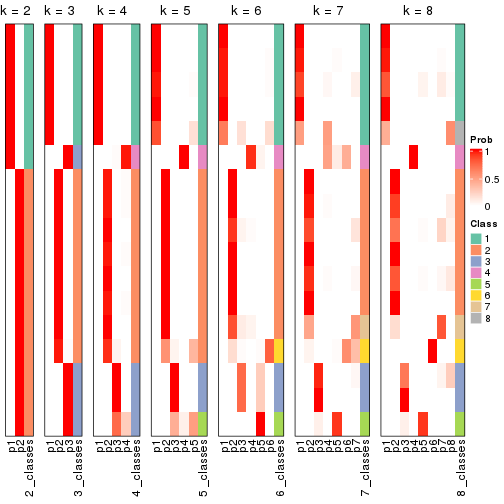 k = 2 k = 3 k = 4 k = 5 k = 6 k = 7 k = 8
Prob
1
0.5
0
Class
1
2
3
4
5
6
7
8
p1 p2 2_classes p1 p2 p3 3_classes p1 p2 p3 p4 4_classes p1 p2 p3 p4 p5 5_classes p1 p2 p3 p4 p5 p6 6_classes p1 p2 p3 p4 p5 p6 p7 7_classes p1 p2 p3 p4 p5 p6 p7 p8 8_classes